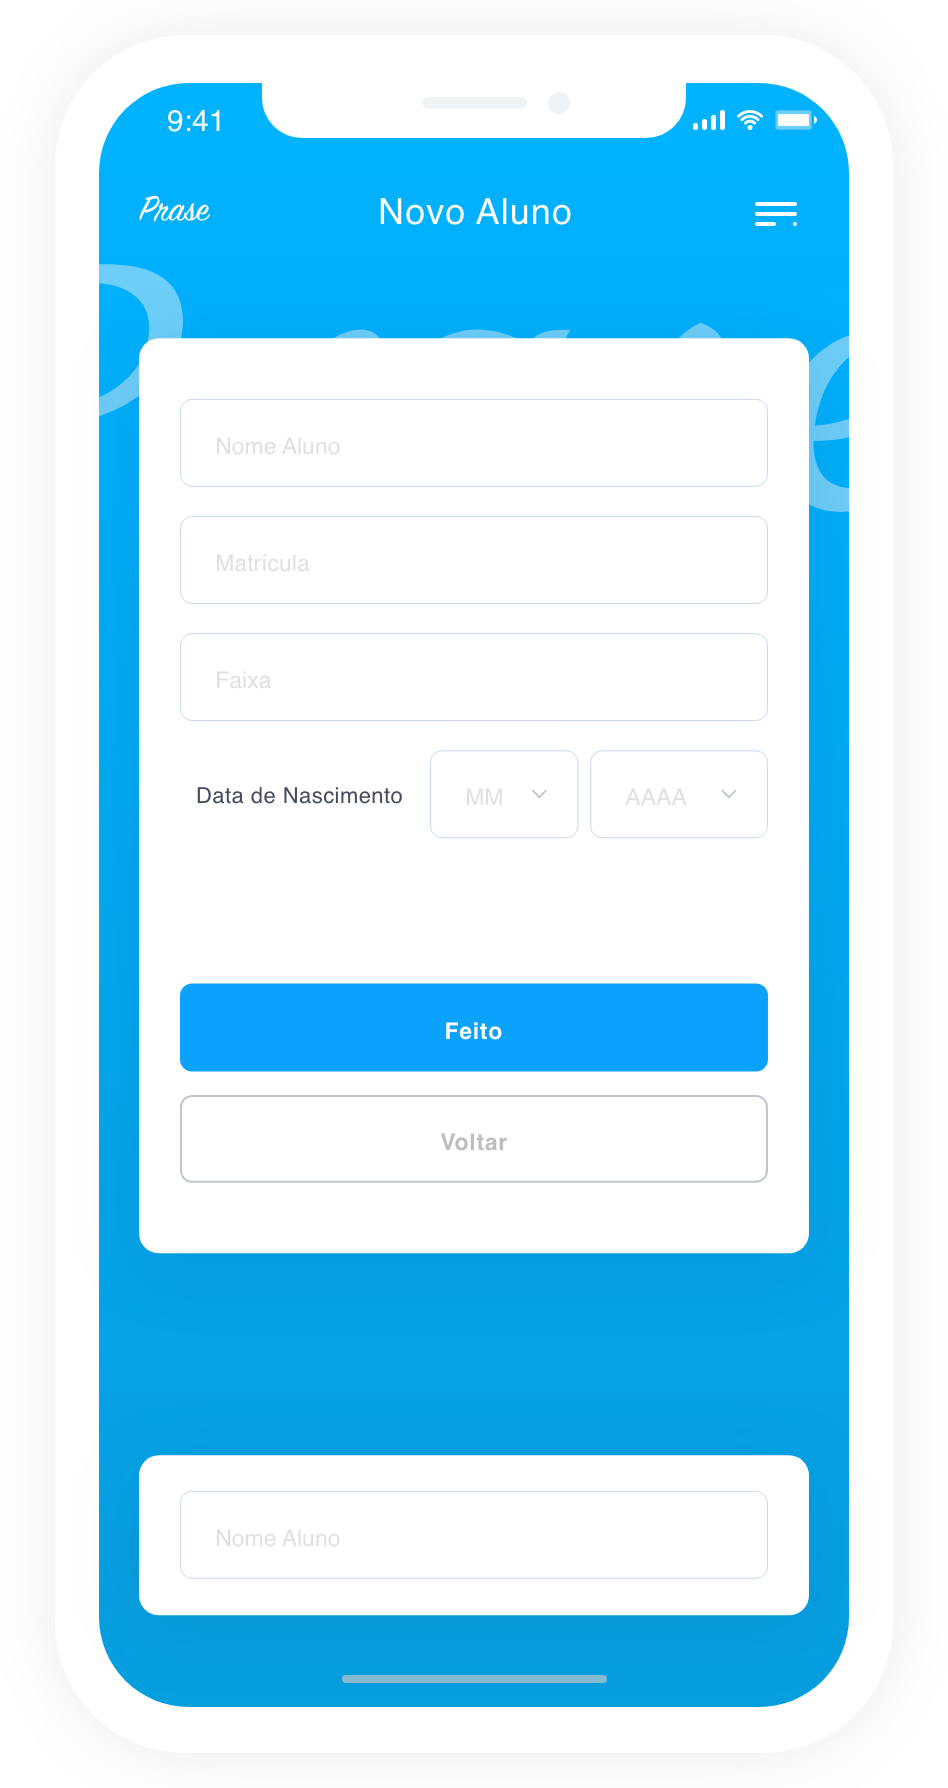 9:41
Prase
Novo Aluno
Nome Aluno
Matrícula
Faixa
Data de Nascimento
MM
AAAA
Feito
Voltar
Nome Aluno